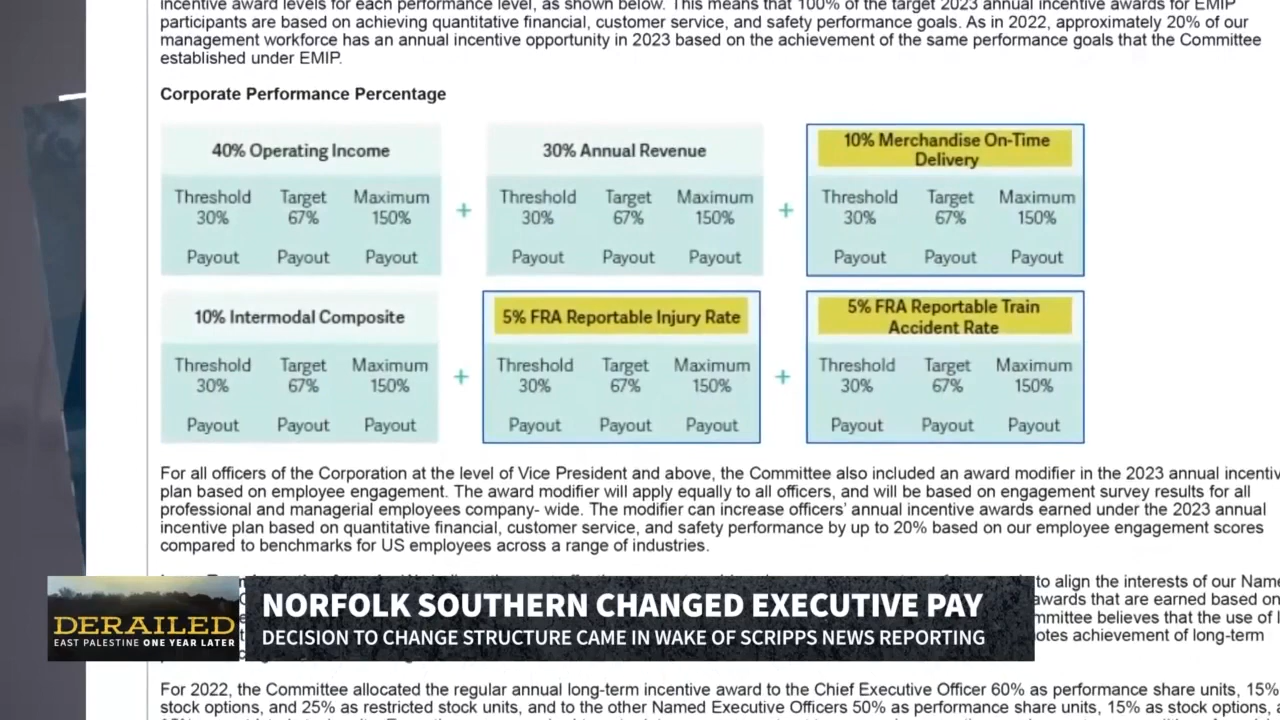 incentive award levels for each performance level, as shown below. This means that 100% of the target 2023 annual incentive awards for EMIP
participants are based on achieving quantitative financial, customer service, and safety performance goals. As in 2022, approximately 20% of our
management workforce has an annual incentive opportunity in 2023 based on the achievement of the same performance goals that the Committee
established under EMIP.
Corporate Performance Percentage
40% Operating Income
Threshold Target Maximum
30% 67% 150%
Payout Payout Payout
+
30% Annual Revenue
Threshold Target Maximum
30% 67% 150%
Payout Payout Payout
+
10% Merchandise On-Time
Delivery
Threshold Target Maximum
30% 67% 150%
Payout Payout Payout
10% Intermodal Composite
Threshold Target Maximum
30% 67% 150%
Payout Payout Payout
+
5% FRA Reportable Injury Rate
Threshold Target Maximum
30% 67% 150%
Payout Payout Payout
+
5% FRA Reportable Train
Accident Rate
Threshold Target Maximum
30% 67% 150%
Payout Payout Payout
For all officers of the Corporation at the level of Vice President and above, the Committee also included an award modifier in the 2023 annual
plan based on employee engagement. The award modifier will apply equally to all officers, and will be based on engagement survey results for all
professional and managerial employees company- wide. The modifier can increase officers' annual incentive awards earned under the 2023 annual
incentive plan based on quantitative financial, customer service, and safety performance by up to 20% based on our employee engagement scores
compared to benchmarks for US employees across a range of industries.
to align the interests of our
awards that are earned based on
believes that the use of
achievement of long-term
DERAILED
EAST PALESTINE ONE YEAR LATER
NORFOLK SOUTHERN CHANGED EXECUTIVE PAY
DECISION TO CHANGE STRUCTURE CAME IN WAKE OF SCRIPPS NEWS REPORTING
For 2022, the Committee allocated the regular annual long-term incentive award to the Chief Executive Officer 60% as performance share units, 15%
stock options, and 25% as restricted stock units, and to the other Named Executive Officers 50% as performance share units, 15% as stock options,